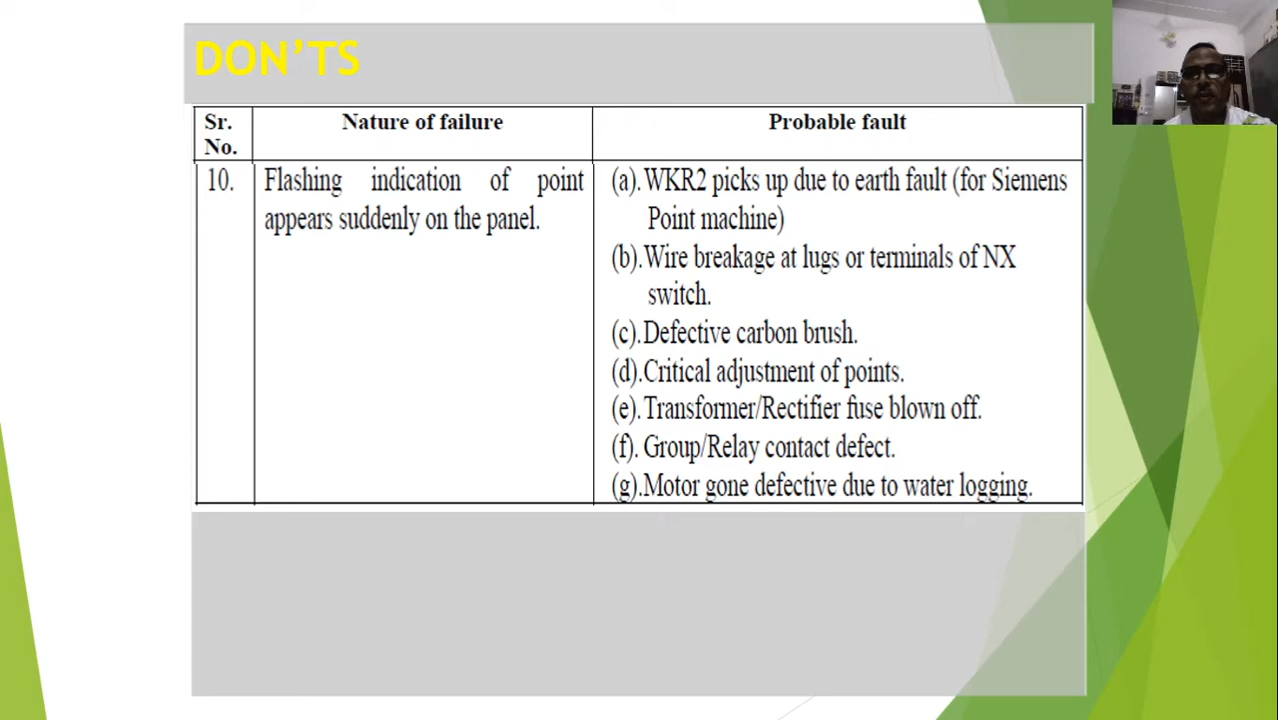 DON'TS
Sr.
No.
Nature of failure
Probable fault
10.
Flashing indication of point
appears suddenly on the panel.
(a). WKR2 picks up due to earth fault (for Siemens
Point machine)
(b). Wire breakage at lugs or terminals of NX
switch.
(c). Defective carbon brush.
(d). Critical adjustment of points.
(e). Transformer/Rectifier fuse blown off.
(f). Group/Relay contact defect.
(g). Motor gone defective due to water logging.